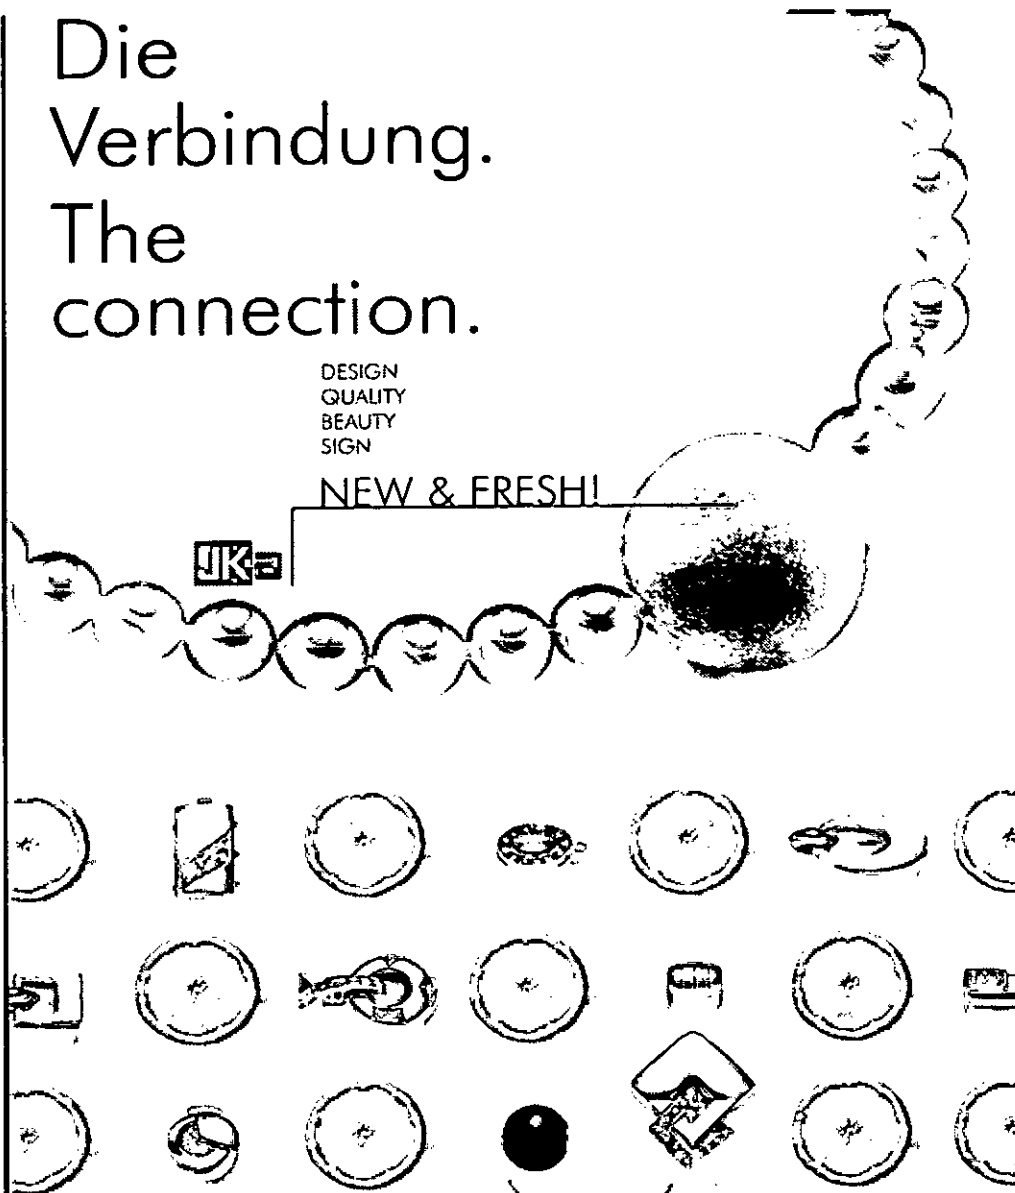 Die
Verbindung.
The
connection.
DESIGN
QUALITY
BEAUTY
SIGN
NEW & FRESH!